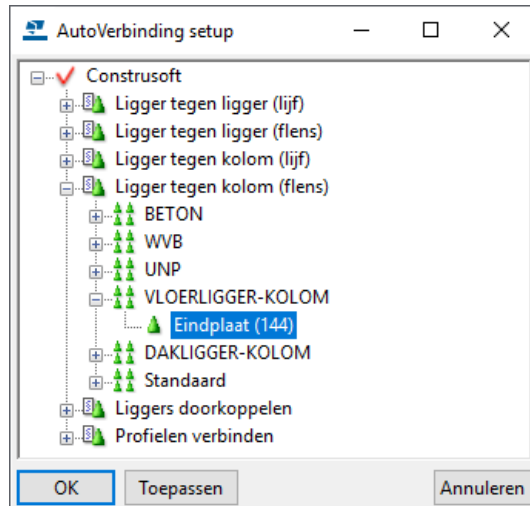 AutoVerbinding setup
Construsoft
Ligger tegen ligger (lijf)
Ligger tegen ligger (flens)
Ligger tegen kolom (lijf)
Ligger tegen kolom (flens)
BETON
WVB
UNP
VLOERLIGGER-KOLOM
Eindplaat (144)
DAKLIGGER-KOLOM
Standaard
Liggers doorkoppelen
Profielen verbinden
OK Toepassen Annuleren